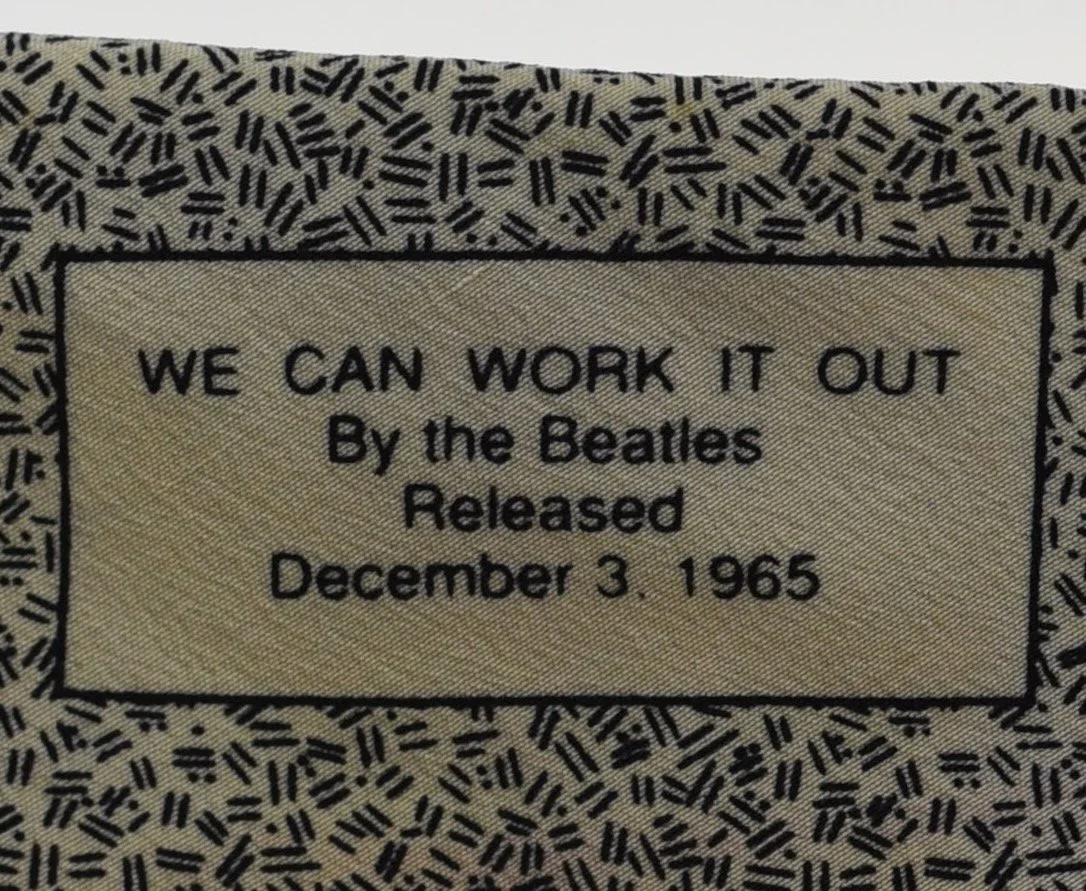 WE CAN WORK IT OUT
By the Beatles
Released
December 3, 1965